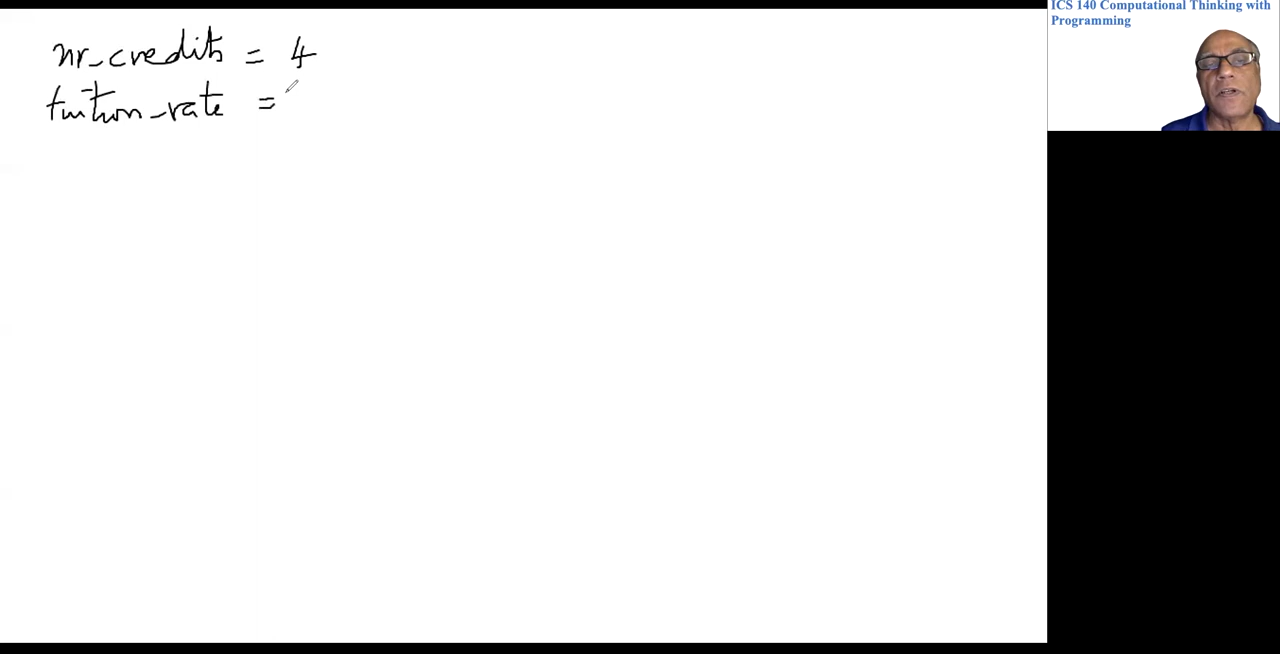 nr_credits = 4
tuition_rate =
ICS 140 Computational Thinking with
Programming